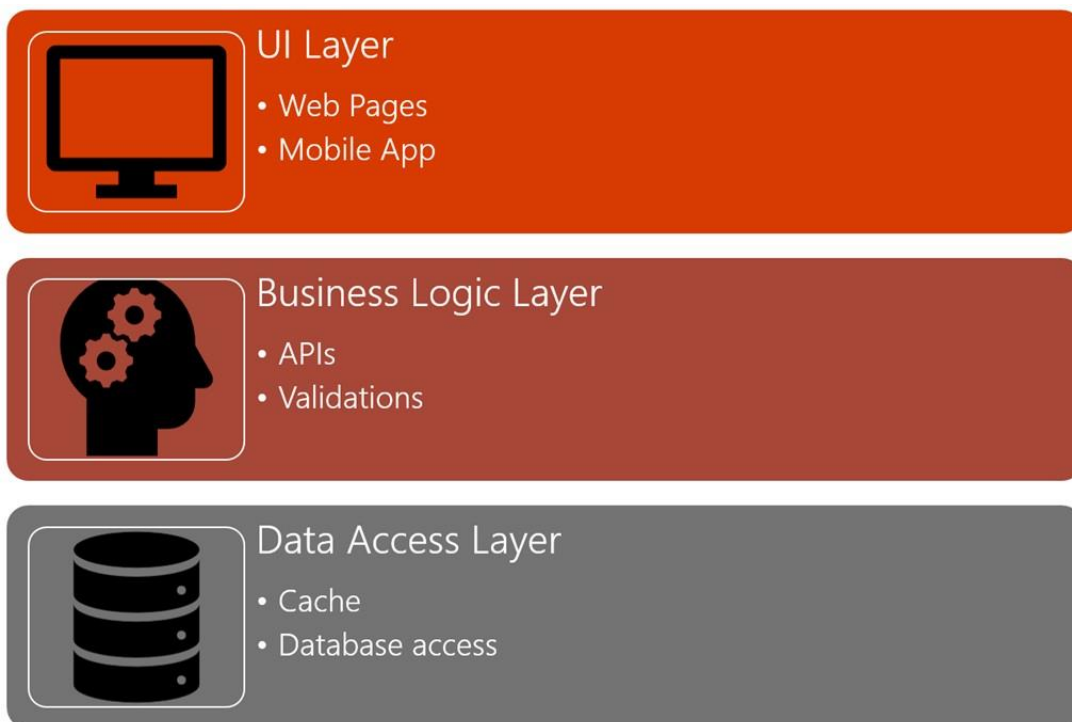 UI Layer
• Web Pages
• Mobile App
Business Logic Layer
• APIs
• Validations
Data Access Layer
• Cache
• Database access